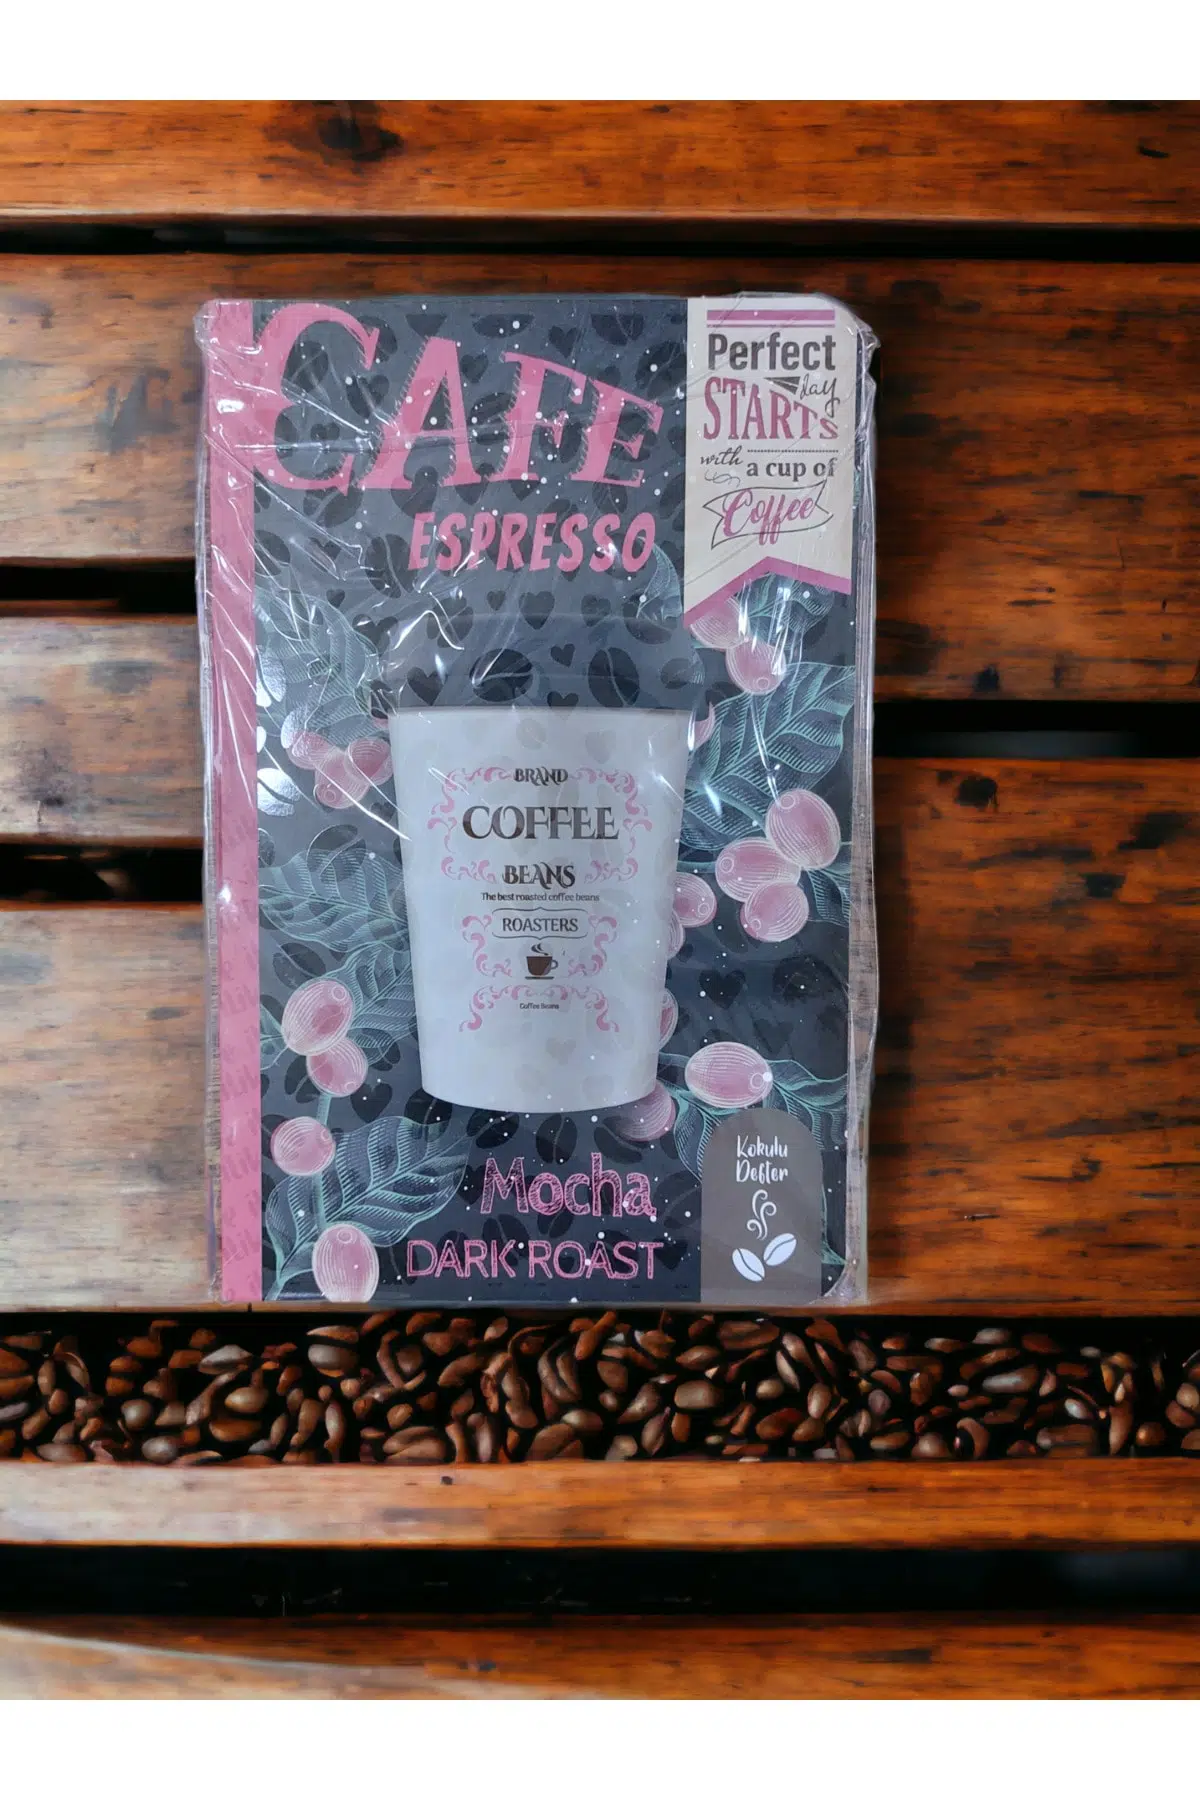 CAFE
ESPRESSO
Perfect
day
STARTS
with a cup of
Coffee
BRAND
COFFEE
BEANS
The best roasted coffee beans
ROASTERS
Coffee Beans
Mocha
DARK ROAST
Kokulu
Defter